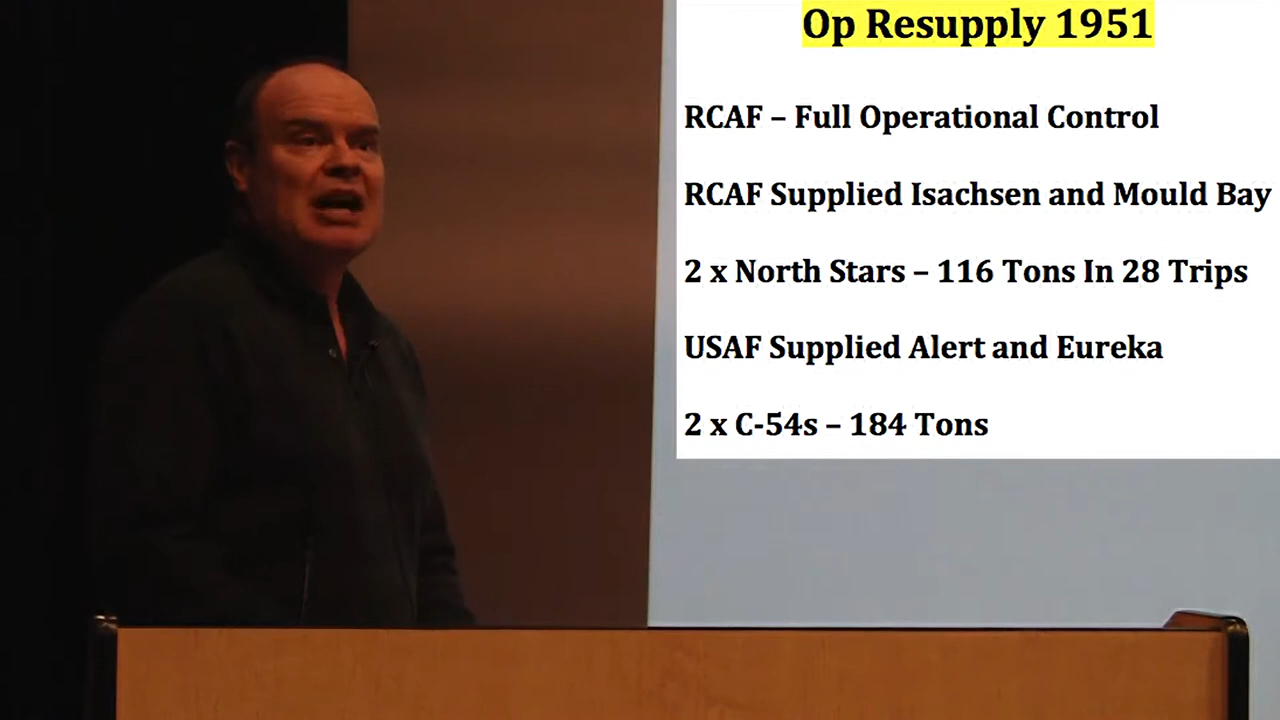 Op Resupply 1951
RCAF – Full Operational Control
RCAF Supplied Isachsen and Mould Bay
2 x North Stars – 116 Tons In 28 Trips
USAF Supplied Alert and Eureka
2 x C-54s – 184 Tons